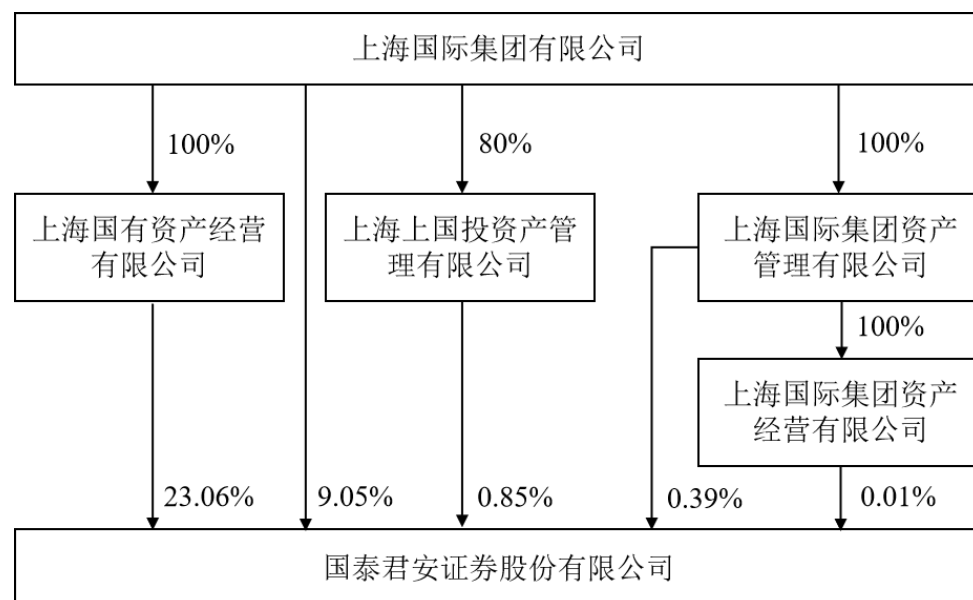 上海国际集团有限公司
100%
80%
100%
上海国有资产经营
有限公司
上海上国投资产管
理有限公司
上海国际集团资产
管理有限公司
100%
上海国际集团资产
经营有限公司
23.06%
9.05%
0.85%
0.39%
0.01%
国泰君安证券股份有限公司